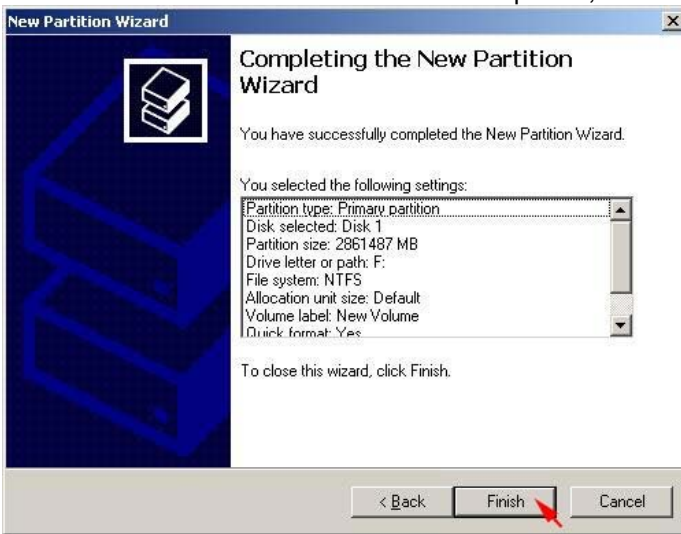 New Partition Wizard
Completing the New Partition
Wizard
You have successfully completed the New Partition Wizard.
You selected the following settings:
Partition type: Primary partition
Disk selected: Disk 1
Partition size: 2861487 MB
Drive letter or path: F:
File system: NTFS
Allocation unit size: Default
Volume label: New Volume
Quick format: Yes
To close this wizard, click Finish.
< Back Finish Cancel